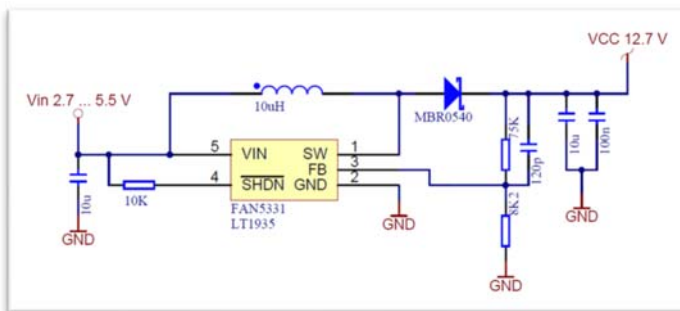 VCC 12.7 V
Vin 2.7 ... 5.5 V
10uH
MBR0540
5 VIN SW 1
FB 3
4 SHDN GND 2
10K
10u
GND
FAN5331
LT1935
GND
75K
120p
8K2
GND
10u
100n
GND